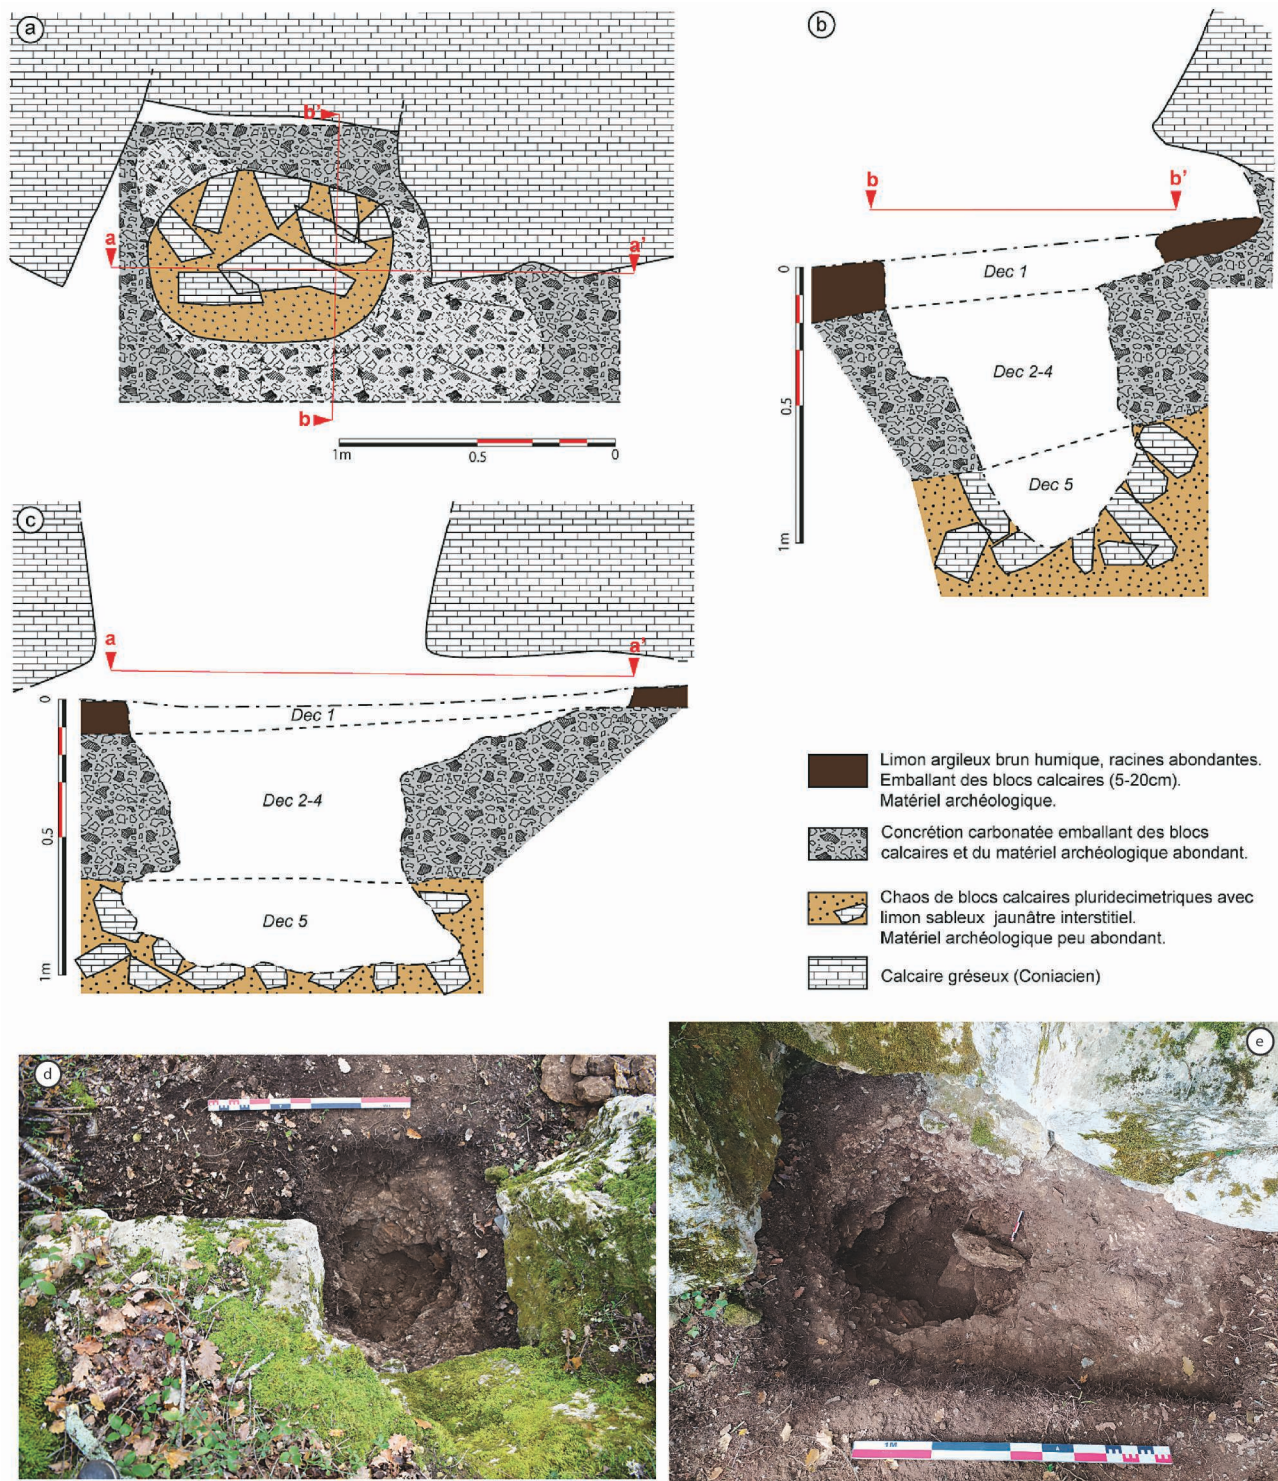 a
b'
a
a'
b
1m
0.5
0
b
b
b'
0
Dec 1
Dec 2-4
0.5
Dec 5
1m
c
a
a'
0
Dec 1
Dec 2-4
0.5
Dec 5
1m
Limon argileux brun humique, racines abondantes.
Emballant des blocs calcaires (5-20cm).
Matériel archéologique.
Concrétion carbonatée emballant des blocs
calcaires et du matériel archéologique abondant.
Chaos de blocs calcaires pluridecimetriques avec
limon sableux jaunâtre interstitiel.
Matériel archéologique peu abondant.
Calcaire gréseux (Coniacien)
d
e
1M